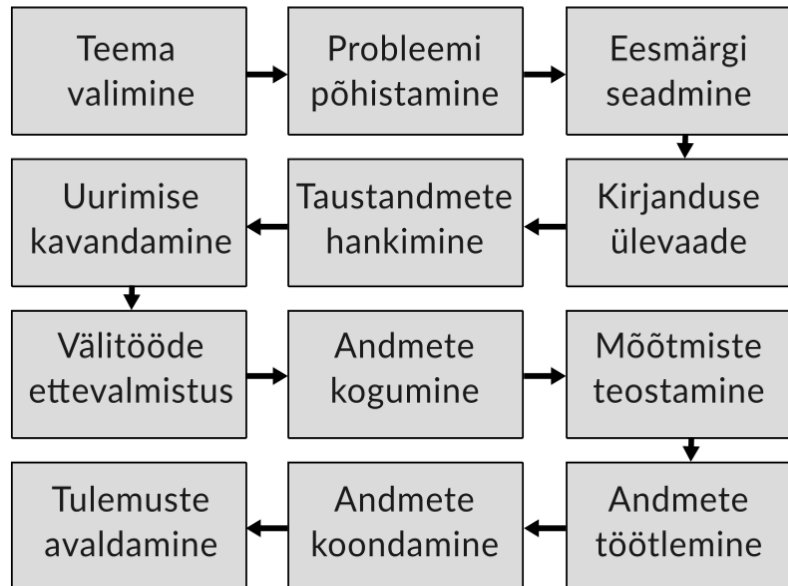 Teema
valimine
Probleemi
põhistamine
Eesmärgi
seadmine
Kirjanduse
ülevaade
Taustandmete
hankimine
Uurimise
kavandamine
Välitööde
ettevalmistus
Andmete
kogumine
Mõõtmiste
teostamine
Andmete
töötlemine
Andmete
koondamine
Tulemuste
avaldamine